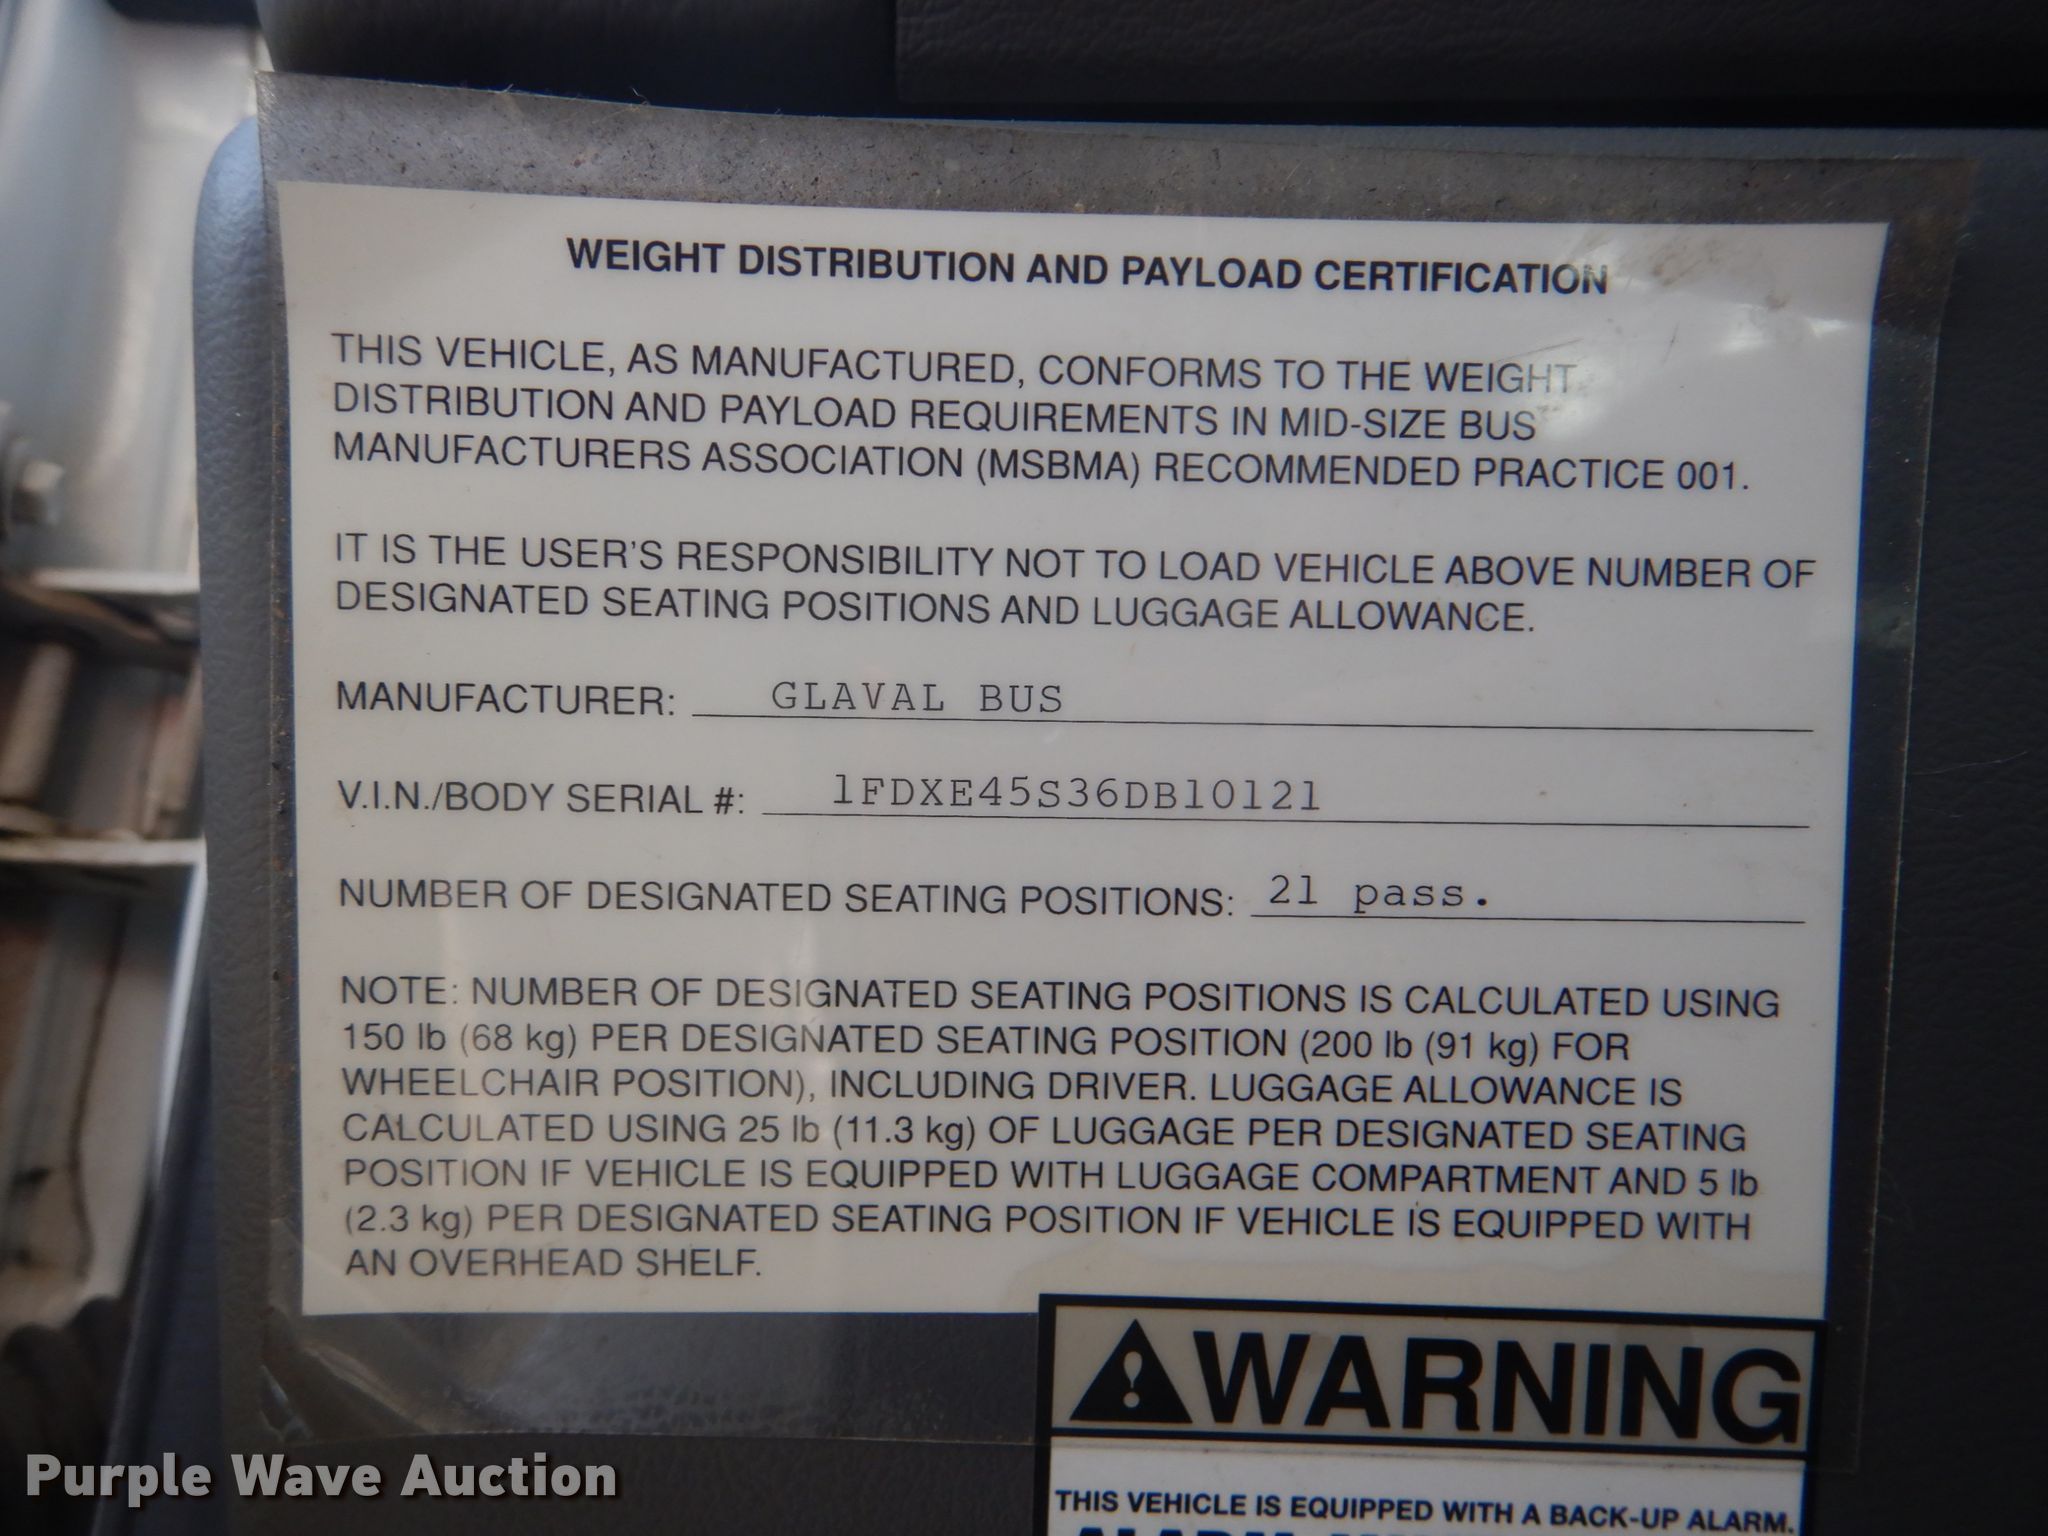 WEIGHT DISTRIBUTION AND PAYLOAD CERTIFICATION
THIS VEHICLE, AS MANUFACTURED, CONFORMS TO THE WEIGHT
DISTRIBUTION AND PAYLOAD REQUIREMENTS IN MID-SIZE BUS
MANUFACTURERS ASSOCIATION (MSBMA) RECOMMENDED PRACTICE 001.
IT IS THE USER'S RESPONSIBILITY NOT TO LOAD VEHICLE ABOVE NUMBER OF
DESIGNATED SEATING POSITIONS AND LUGGAGE ALLOWANCE.
MANUFACTURER: GLAVAL BUS
V.I.N./BODY SERIAL #: 1FDXE45S36DB10121
NUMBER OF DESIGNATED SEATING POSITIONS: 21 pass.
NOTE: NUMBER OF DESIGNATED SEATING POSITIONS IS CALCULATED USING
150 lb (68 kg) PER DESIGNATED SEATING POSITION (200 lb (91 kg) FOR
WHEELCHAIR POSITION), INCLUDING DRIVER. LUGGAGE ALLOWANCE IS
CALCULATED USING 25 lb (11.3 kg) OF LUGGAGE PER DESIGNATED SEATING
POSITION IF VEHICLE IS EQUIPPED WITH LUGGAGE COMPARTMENT AND 5 lb
(2.3 kg) PER DESIGNATED SEATING POSITION IF VEHICLE IS EQUIPPED WITH
AN OVERHEAD SHELF.
WARNING
THIS VEHICLE IS EQUIPPED WITH A BACK-UP ALARM.
Purple Wave Auction